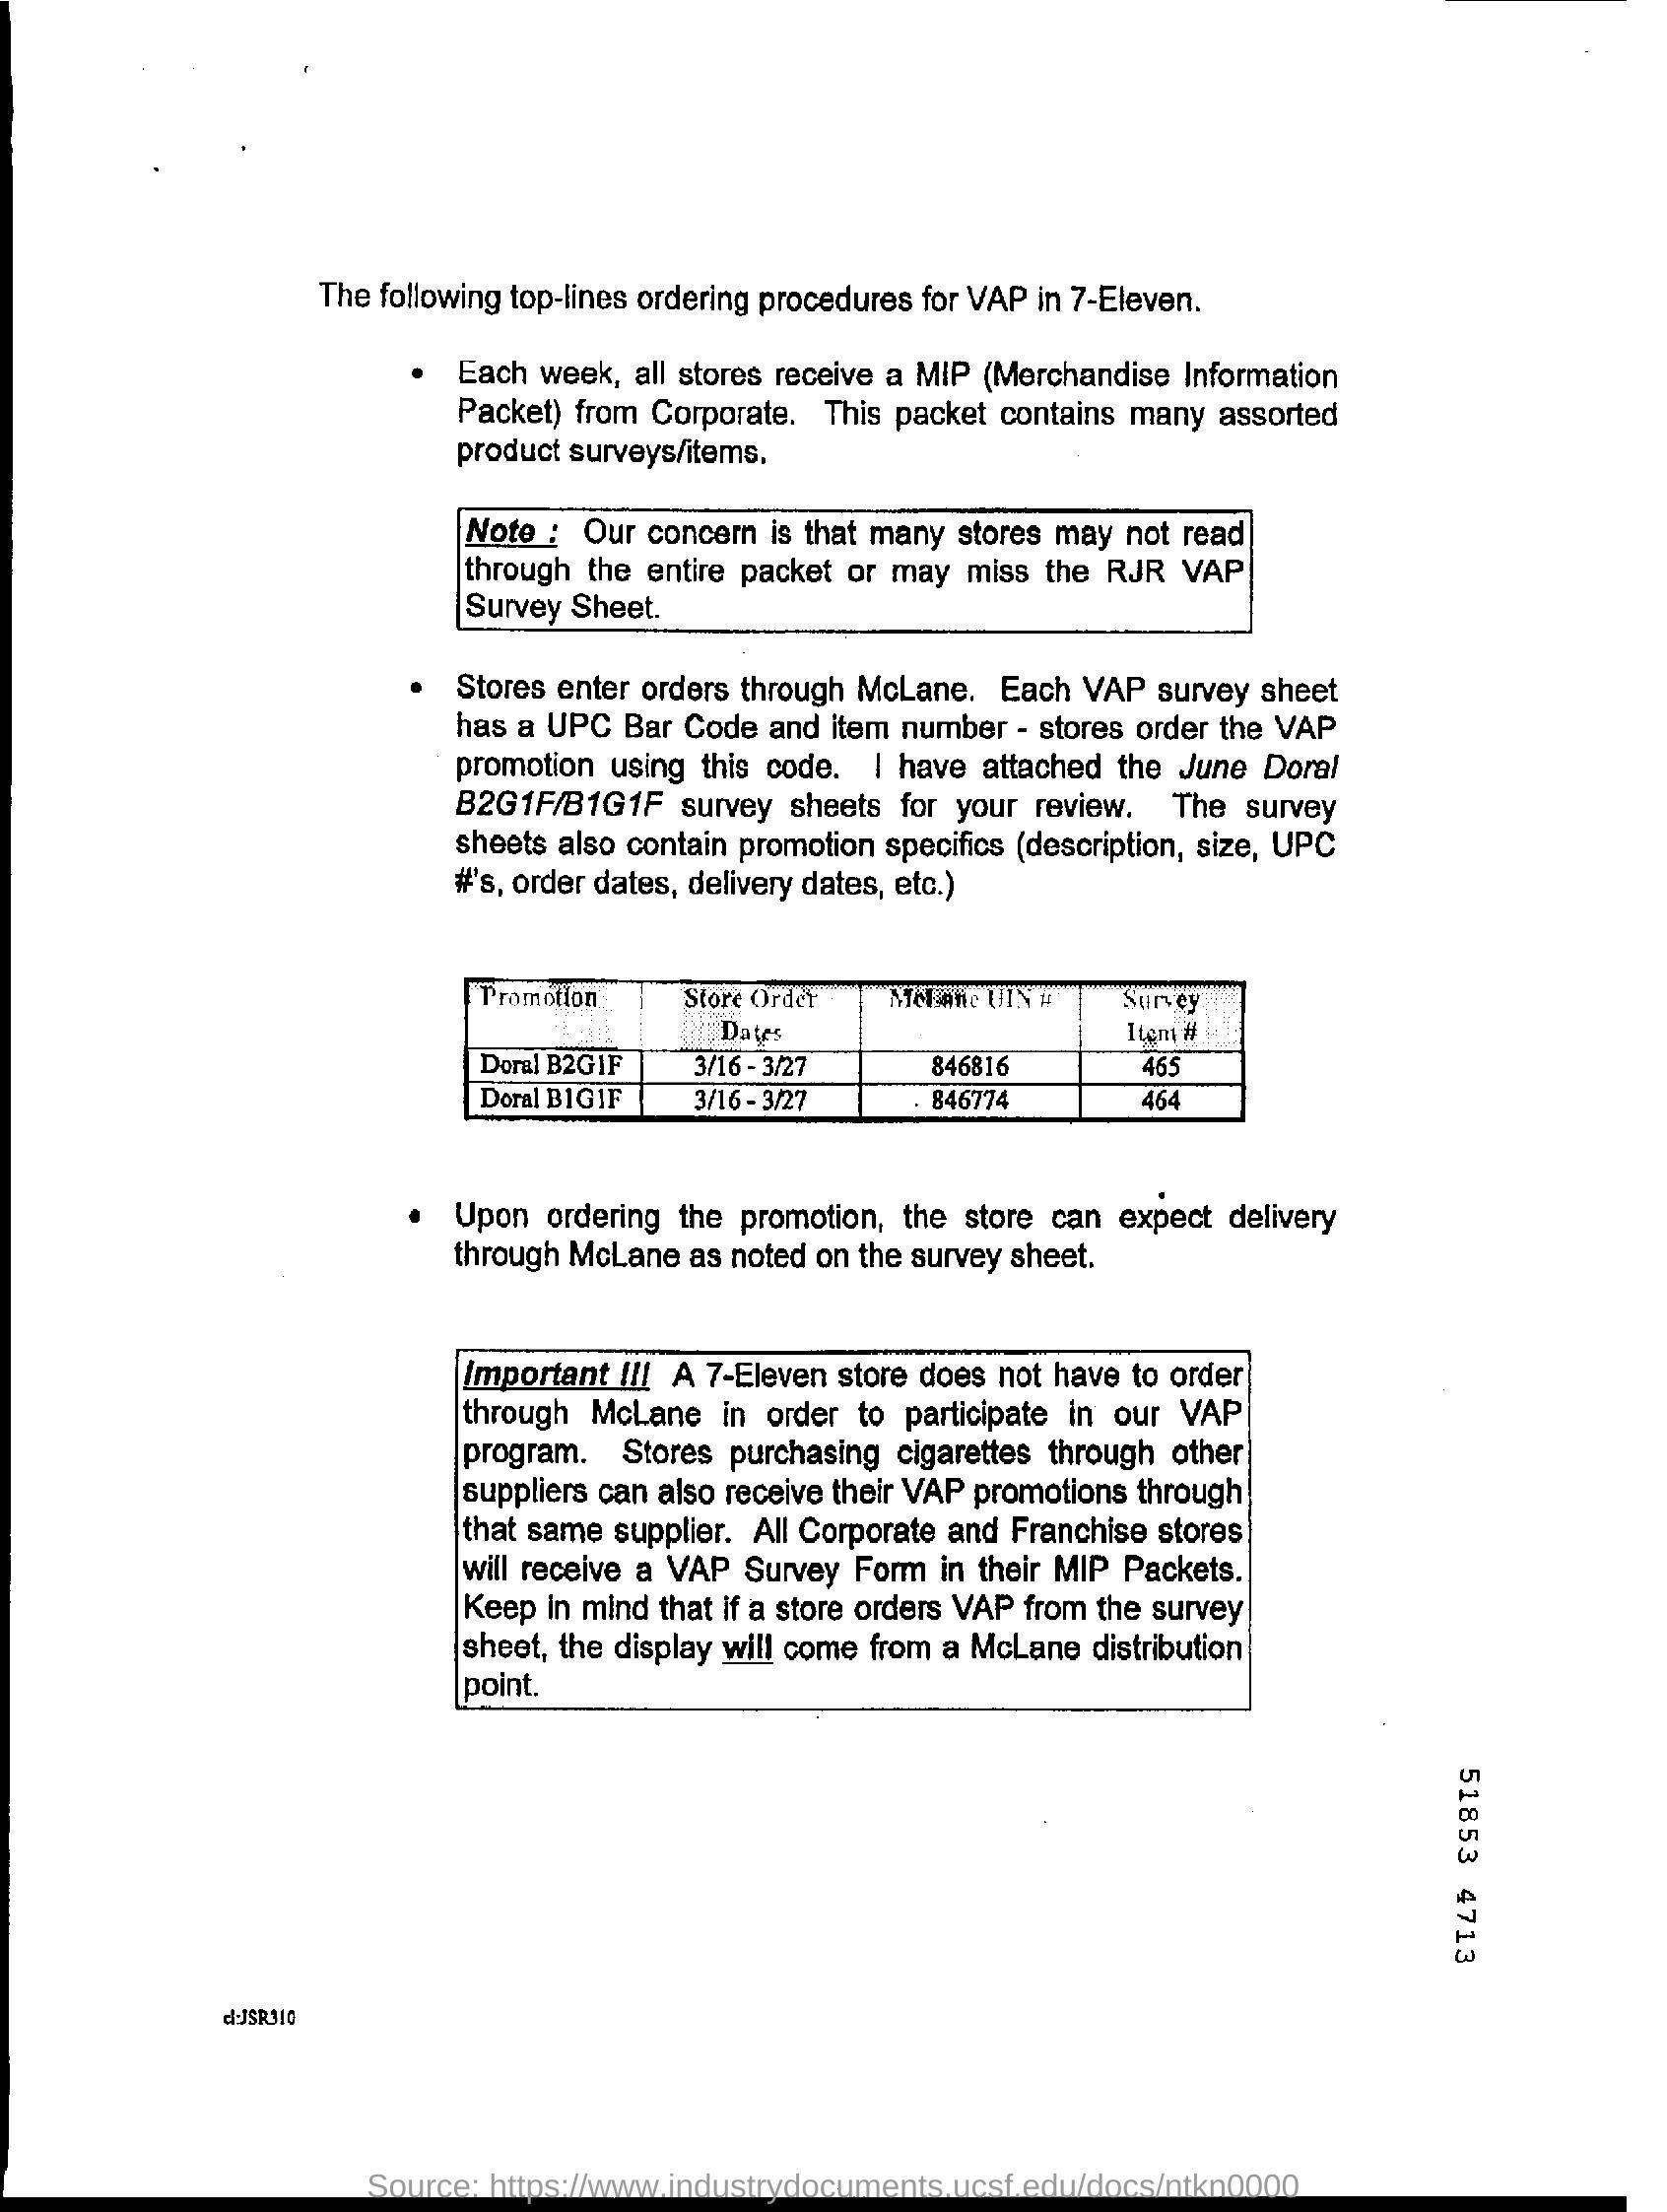 The following top-lines ordering procedures for VAP in 7-Eleven.
• Each week, all stores receive a MIP (Merchandise Information
Packet) from Corporate. This packet contains many assorted
product surveys/items.
Note : Our concern is that many stores may not read
through the entire packet or may miss the RJR VAP
Survey Sheet.
• Stores enter orders through McLane. Each VAP survey sheet
has a UPC Bar Code and item number - stores order the VAP
promotion using this code. I have attached the June Doral
B2G1F/B1G1F survey sheets for your review. The survey
sheets also contain promotion specifics (description, size, UPC
#'s, order dates, delivery dates, etc.)
Promotion Store Order McLane UIN # Survey
Dates Item #
Doral B2G1F 3/16 - 3/27 846816 465
Doral B1G1F 3/16 - 3/27 846774 464
• Upon ordering the promotion, the store can expect delivery
through McLane as noted on the survey sheet.
Important !!! A 7-Eleven store does not have to order
through McLane in order to participate in our VAP
program. Stores purchasing cigarettes through other
suppliers can also receive their VAP promotions through
that same supplier. All Corporate and Franchise stores
will receive a VAP Survey Form in their MIP Packets.
Keep in mind that if a store orders VAP from the survey
sheet, the display will come from a McLane distribution
point.
51853 4713
d:JSR310
Source: https://www.industrydocuments.ucsf.edu/docs/ntkn0000